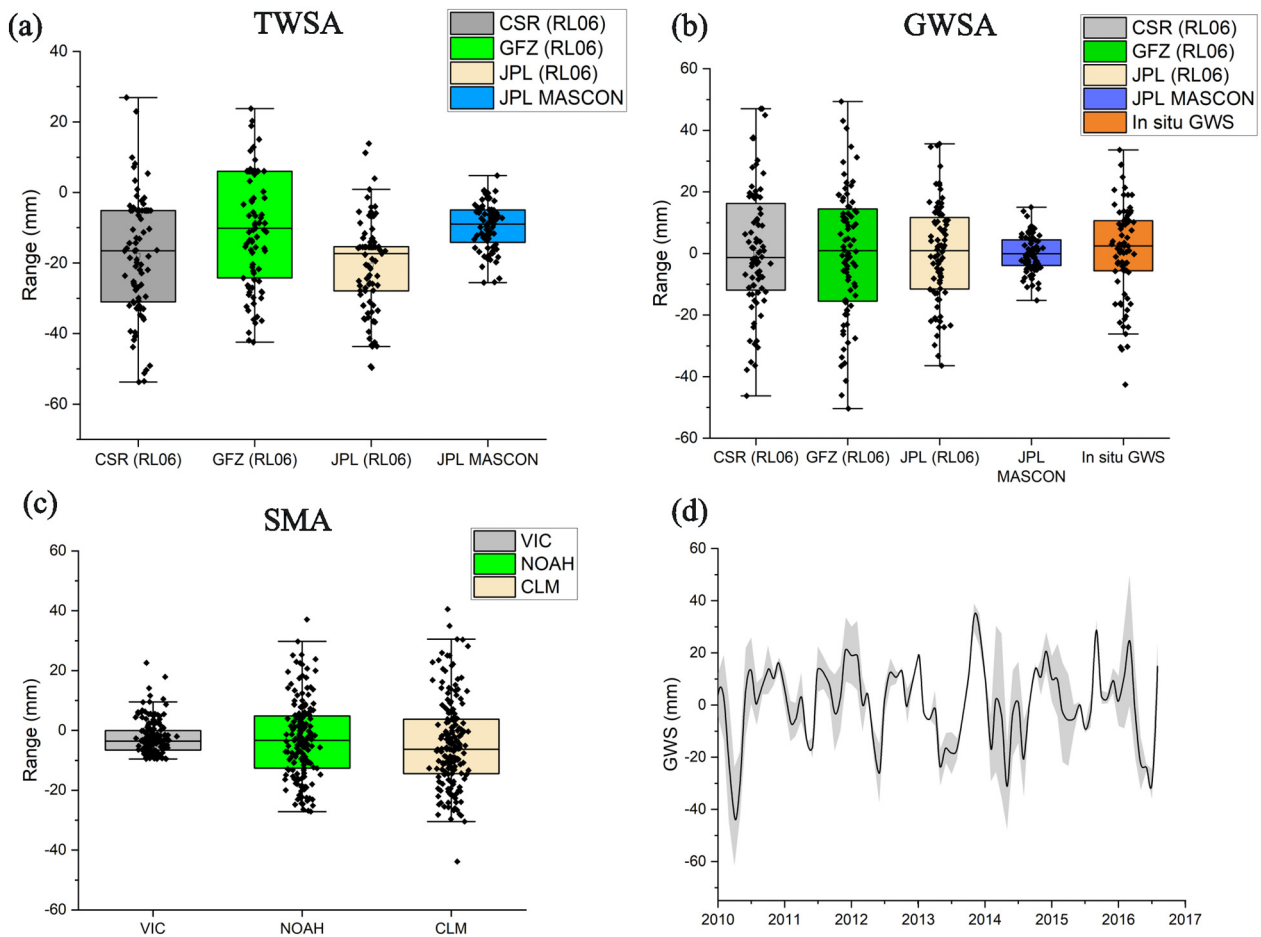 (a)
TWSA
CSR (RL06)
GFZ (RL06)
JPL (RL06)
JPL MASCON
Range (mm)
40
20
0
-20
-40
-60
CSR (RL06) GFZ (RL06) JPL (RL06) JPL MASCON
(b)
GWSA
CSR (RL06)
GFZ (RL06)
JPL (RL06)
JPL MASCON
In situ GWS
Range (mm)
60
40
20
0
-20
-40
-60
CSR (RL06) GFZ (RL06) JPL (RL06) JPL In situ GWS
MASCON
(c)
SMA
VIC
NOAH
CLM
Range (mm)
60
40
20
0
-20
-40
-60
VIC NOAH CLM
(d)
GWS (mm)
60
40
20
0
-20
-40
-60
2010 2011 2012 2013 2014 2015 2016 2017